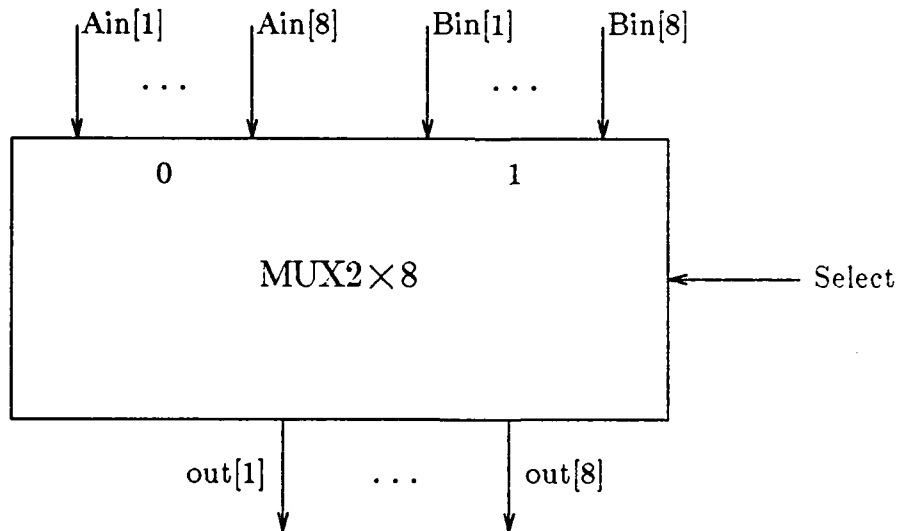 Ain[1] Ain[8] Bin[1] Bin[8]
... ...
0 1
MUX2×8
Select
out[1] ... out[8]